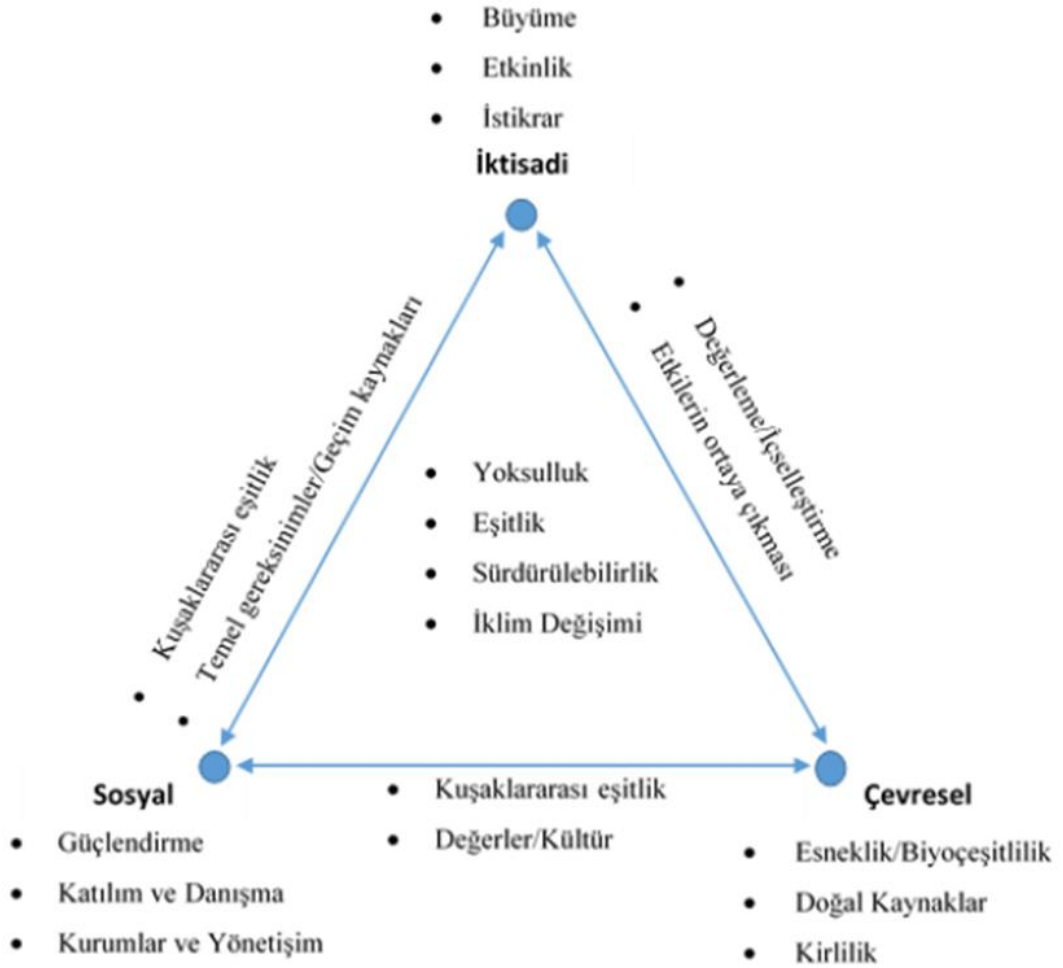 • Büyüme
• Etkinlik
• İstikrar
İktisadi
• Kuşaklararası eşitlik
• Temel gereksinimler/Geçim kaynakları
• Değerleme/İçselleştirme
• Etkilerin ortaya çıkması
• Yoksulluk
• Eşitlik
• Sürdürülebilirlik
• İklim Değişimi
Sosyal
• Güçlendirme
• Katılım ve Danışma
• Kurumlar ve Yönetişim
• Kuşaklararası eşitlik
• Değerler/Kültür
Çevresel
• Esneklik/Biyoçeşitlilik
• Doğal Kaynaklar
• Kirlilik